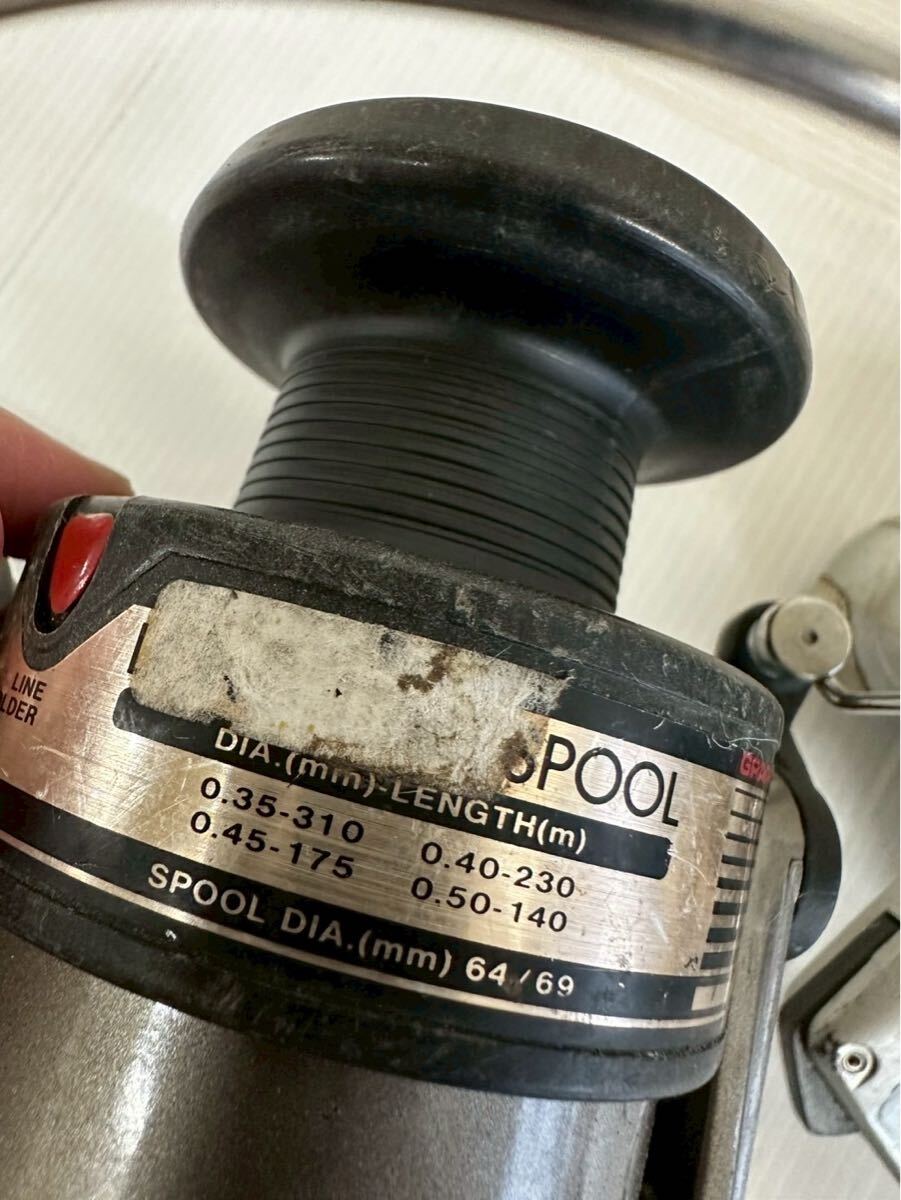 LINE
SPOOL
DIA.(mm)-LENGTH(m)
0.35-310 0.40-230
0.45-175 0.50-140
SPOOL DIA.(mm) 64/69